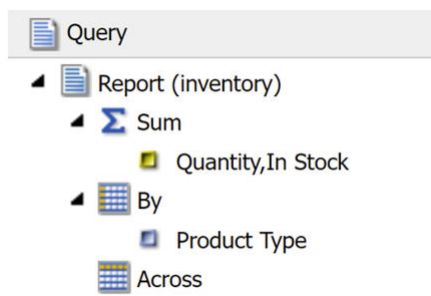 Query
Report (inventory)
Sum
Quantity,In Stock
By
Product Type
Across